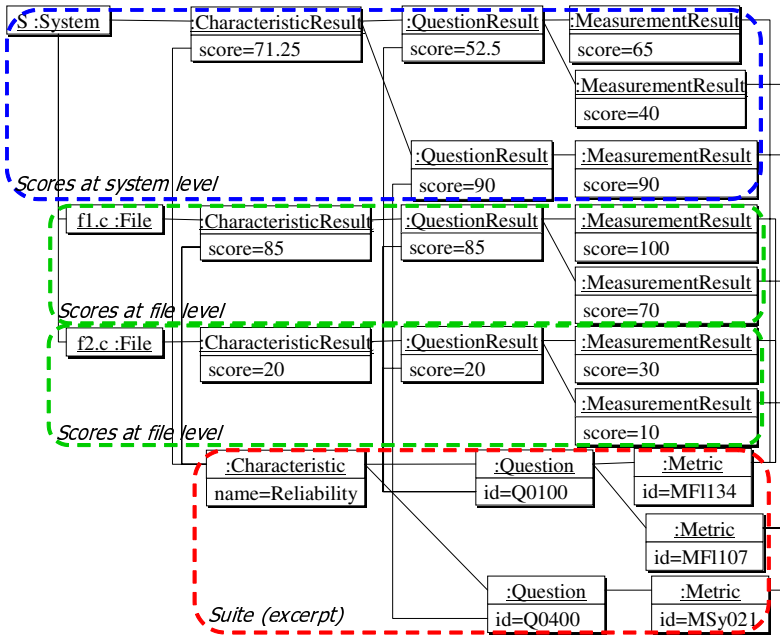 S :System
:CharacteristicResult
score=71.25
:QuestionResult
score=52.5
:MeasurementResult
score=65
:MeasurementResult
score=40
:QuestionResult
score=90
:MeasurementResult
score=90
Scores at system level
f1.c :File
:CharacteristicResult
score=85
:QuestionResult
score=85
:MeasurementResult
score=100
:MeasurementResult
score=70
Scores at file level
f2.c :File
:CharacteristicResult
score=20
:QuestionResult
score=20
:MeasurementResult
score=30
:MeasurementResult
score=10
Scores at file level
:Characteristic
name=Reliability
:Question
id=Q0100
:Metric
id=MFl134
:Metric
id=MFl107
:Question
id=Q0400
:Metric
id=MSy021
Suite (excerpt)